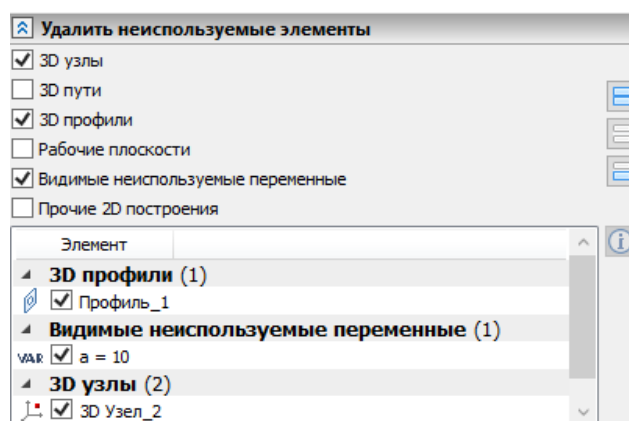 Удалить неиспользуемые элементы
3D узлы
3D пути
3D профили
Рабочие плоскости
Видимые неиспользуемые переменные
Прочие 2D построения
Элемент
3D профили (1)
Профиль_1
Видимые неиспользуемые переменные (1)
VAR a = 10
3D узлы (2)
3D Узел_2